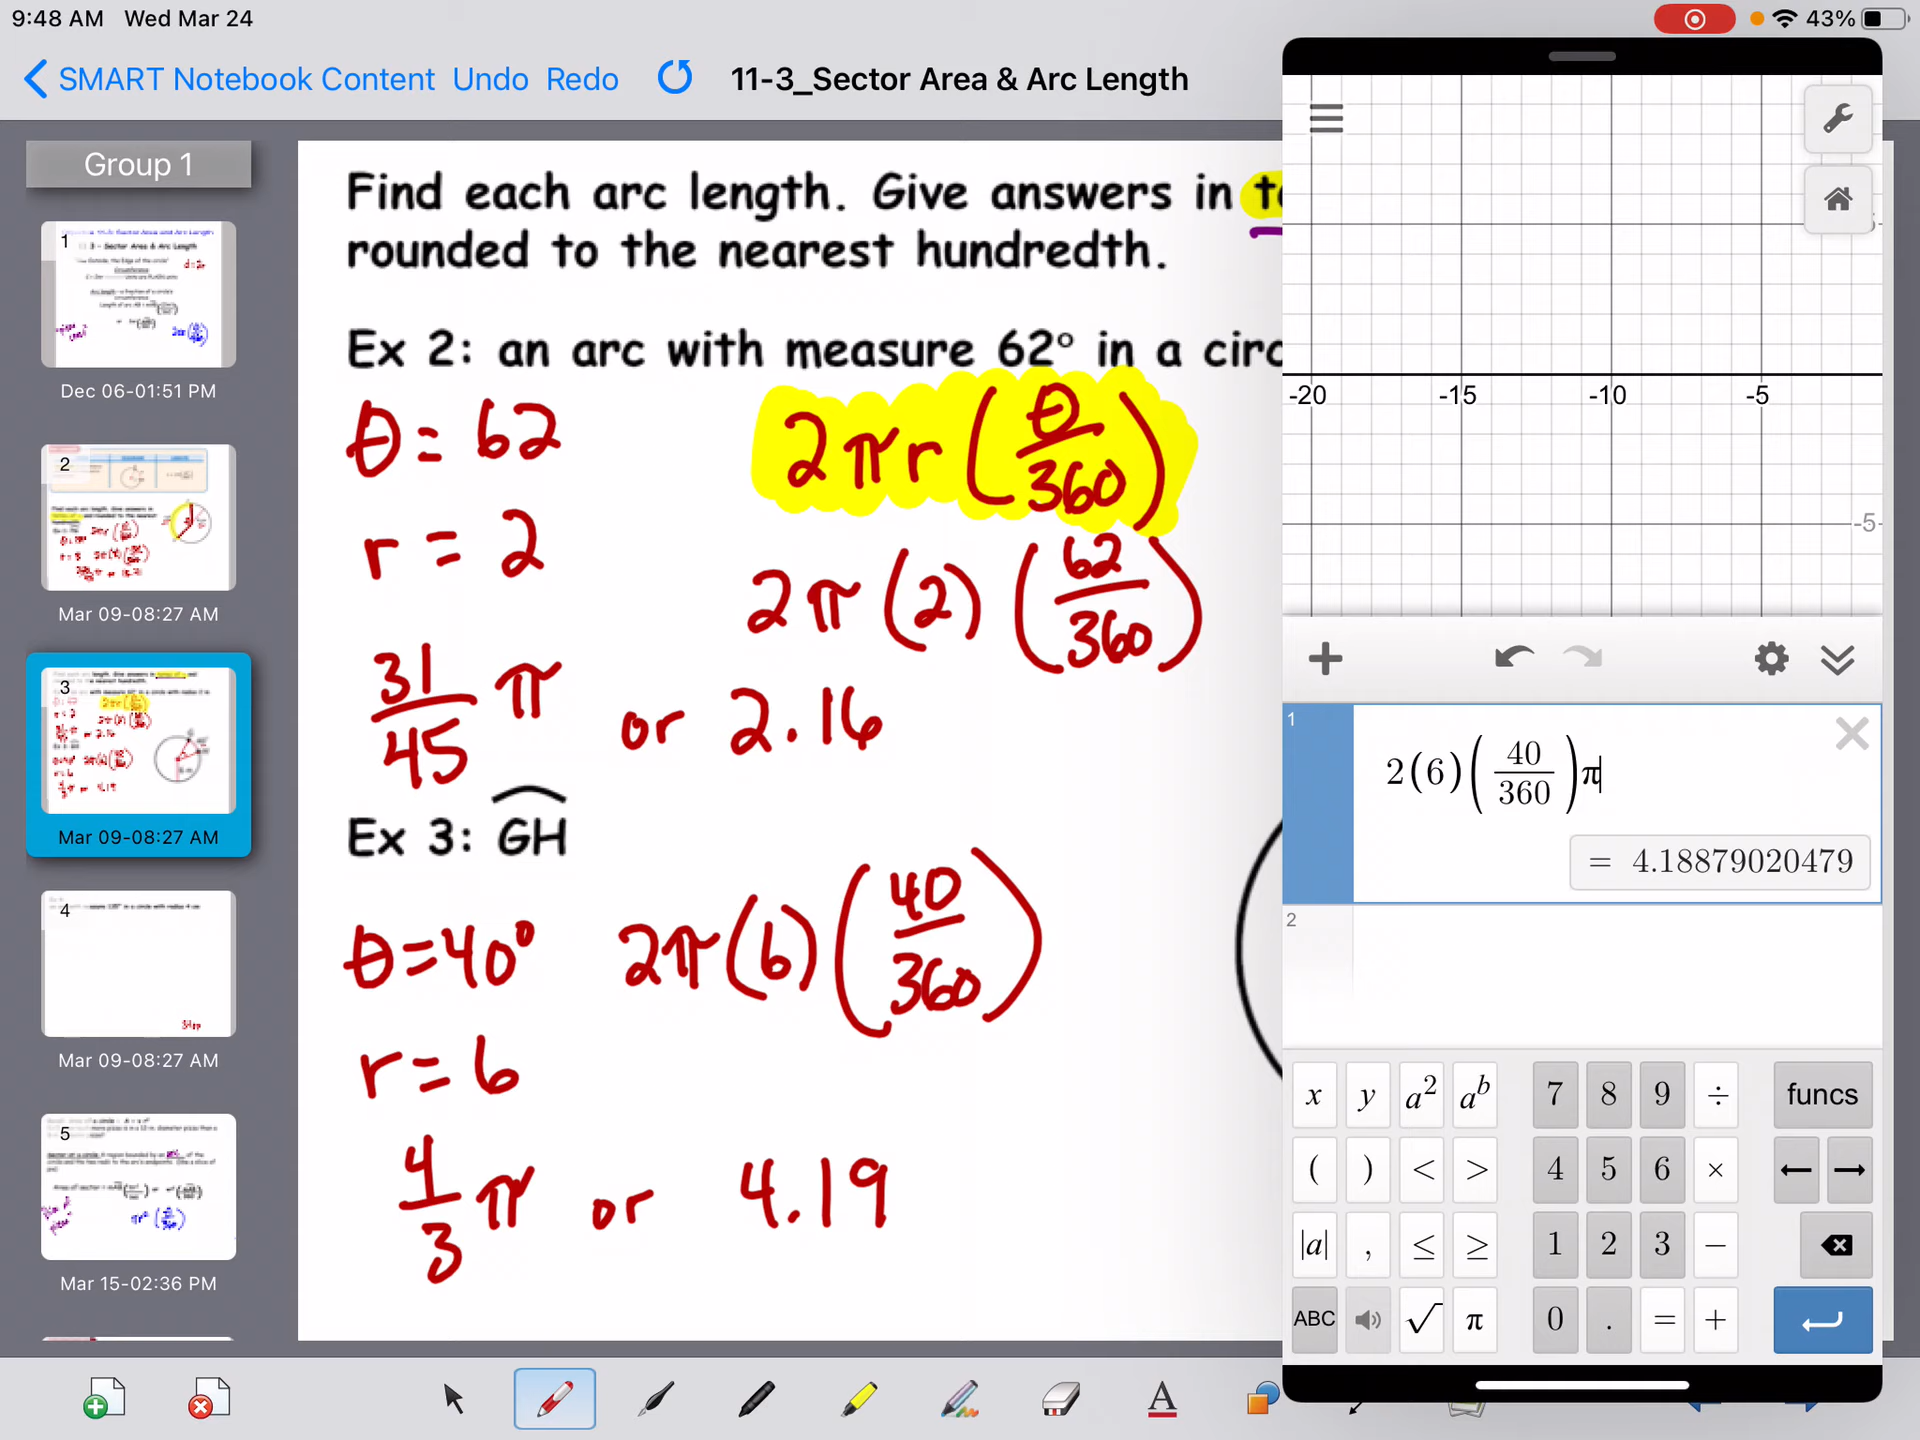 9:48 AM Wed Mar 24
43%
SMART Notebook Content Undo Redo
11-3_Sector Area & Arc Length
Group 1
1
Dec 06-01:51 PM
2
Mar 09-08:27 AM
3
Mar 09-08:27 AM
4
Mar 09-08:27 AM
5
Mar 15-02:36 PM
Find each arc length. Give answers in
rounded to the nearest hundredth.
Ex 2: an arc with measure 62° in a circ
θ = 62
2πr (θ/360)
r = 2
2π (2) (62/360)
31/45 π or 2.16
Ex 3: GH
θ = 40° 2π(6) (40/360)
r = 6
4/3 π or 4.19
-20 -15 -10 -5
-5
1
2(6)(40/360)π
= 4.18879020479
2
x y a² aᵇ 7 8 9 ÷ funcs
( ) < > 4 5 6 × ← →
|a| , ≤ ≥ 1 2 3 −
ABC √ π 0 . = +
A